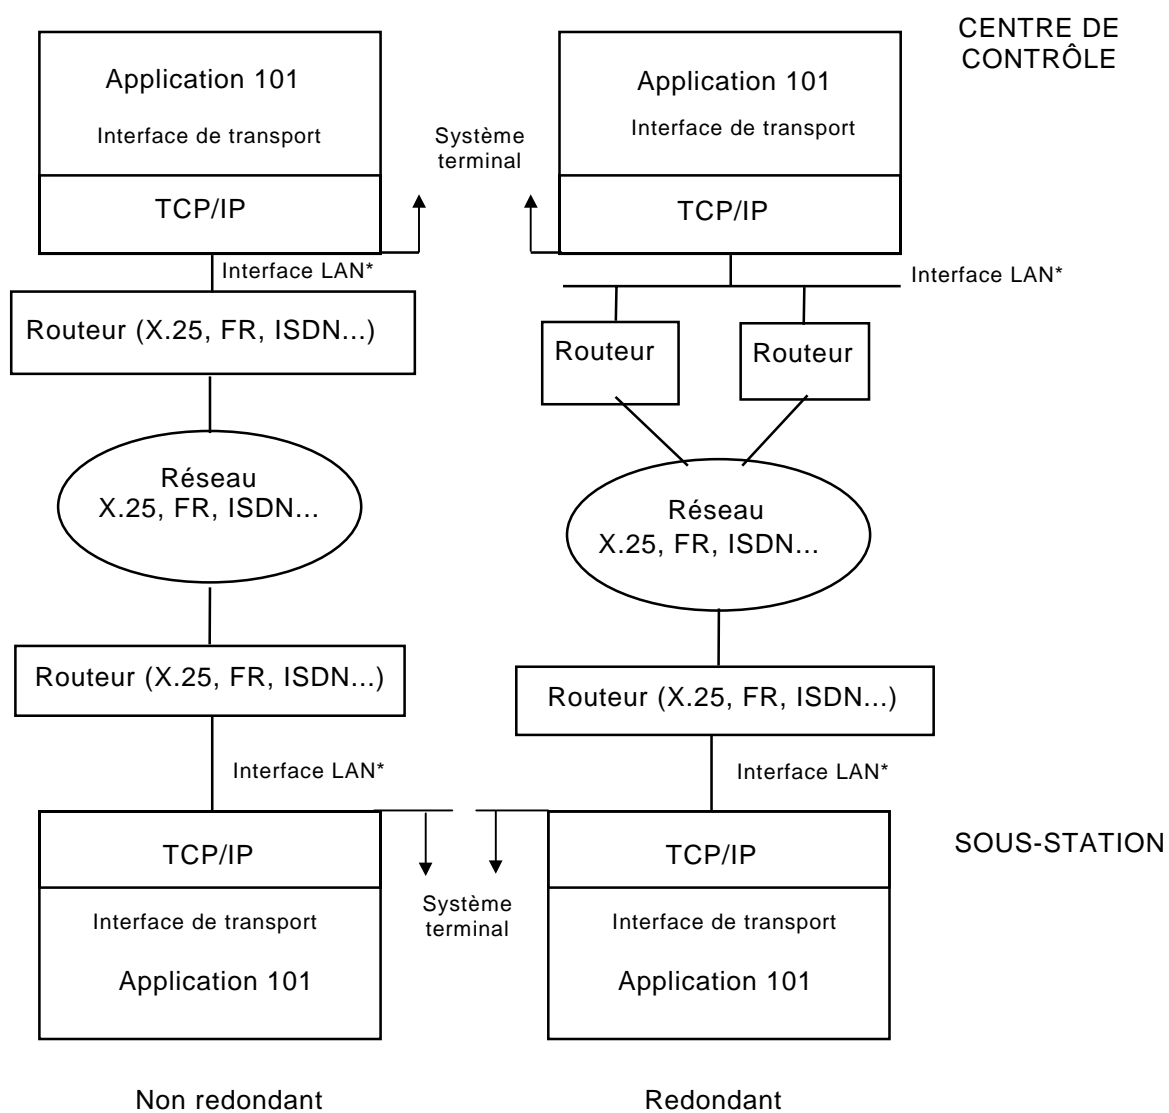 CENTRE DE
CONTRÔLE
Application 101
Interface de transport
TCP/IP
Système
terminal
Application 101
Interface de transport
TCP/IP
Interface LAN*
Interface LAN*
Routeur (X.25, FR, ISDN...)
Routeur
Routeur
Réseau
X.25, FR, ISDN...
Réseau
X.25, FR, ISDN...
Routeur (X.25, FR, ISDN...)
Routeur (X.25, FR, ISDN...)
Interface LAN*
Interface LAN*
TCP/IP
Interface de transport
Application 101
Système
terminal
TCP/IP
Interface de transport
Application 101
SOUS-STATION
Non redondant
Redondant